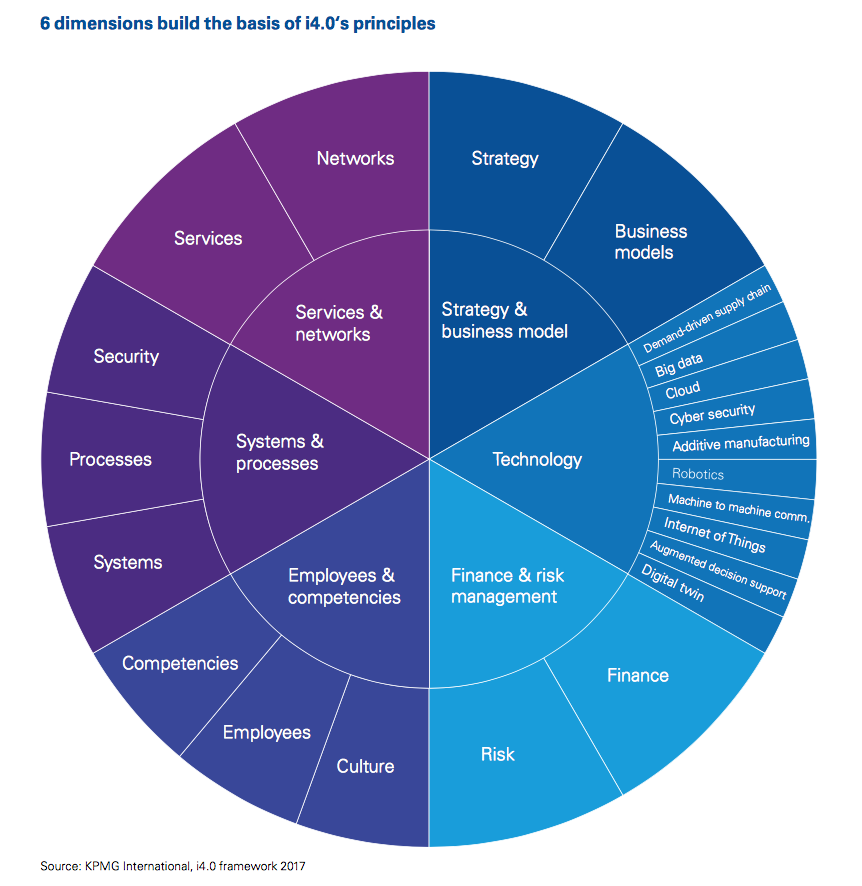 6 dimensions build the basis of i4.0's principles
Networks
Strategy
Services
Business
models
Services &
networks
Strategy &
business model
Demand-driven supply chain
Big data
Cloud
Cyber security
Additive manufacturing
Robotics
Machine to machine comm.
Internet of Things
Augmented decision support
Digital twin
Security
Processes
Systems
Systems &
processes
Technology
Employees &
competencies
Finance & risk
management
Competencies
Employees
Culture
Risk
Finance
Source: KPMG International, i4.0 framework 2017